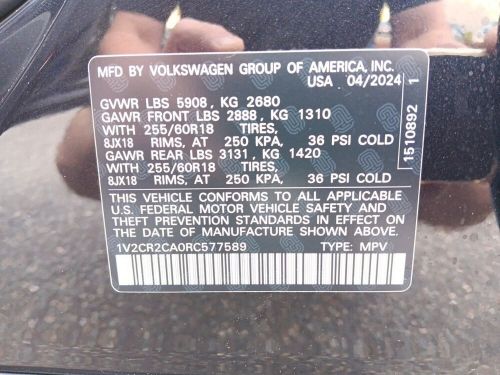 MFD BY VOLKSWAGEN GROUP OF AMERICA, INC.
USA 04/2024
GVWR LBS 5908, KG 2680
GAWR FRONT LBS 2888, KG 1310
WITH 255/60R18 TIRES,
8JX18 RIMS, AT 250 KPA, 36 PSI COLD
GAWR REAR LBS 3131, KG 1420
WITH 255/60R18 TIRES,
8JX18 RIMS, AT 250 KPA, 36 PSI COLD
THIS VEHICLE CONFORMS TO ALL APPLICABLE
U.S. FEDERAL MOTOR VEHICLE SAFETY AND
THEFT PREVENTION STANDARDS IN EFFECT ON
THE DATE OF MANUFACTURE SHOWN ABOVE.
1V2CR2CA0RC577589 TYPE: MPV
1510892 1